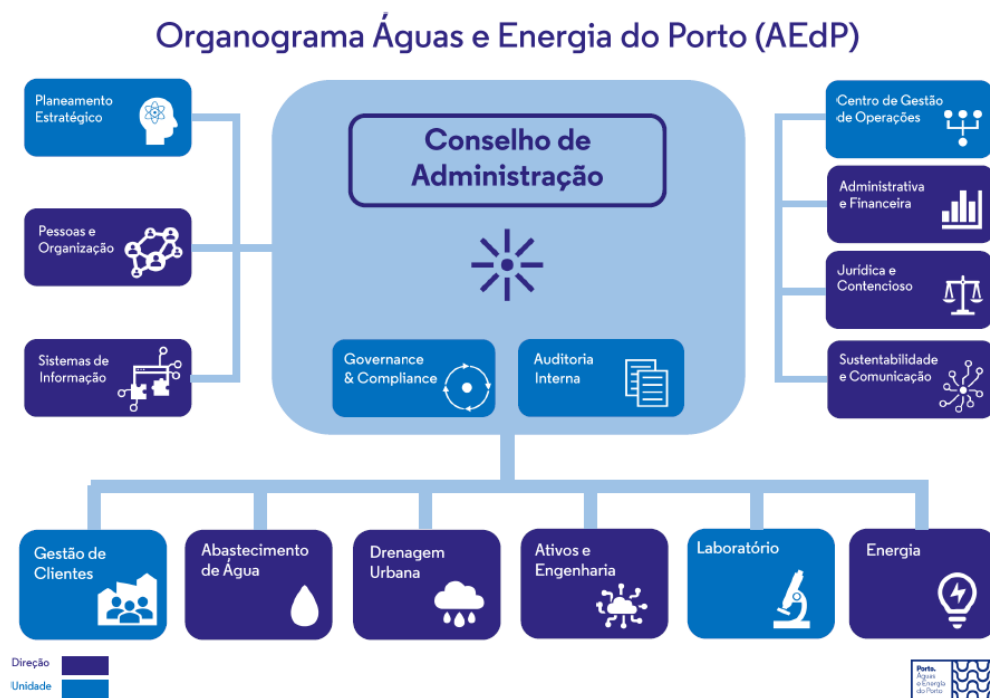 Organograma Águas e Energia do Porto (AEdP)
Planeamento
Estratégico
Pessoas e
Organização
Sistemas de
Informação
Conselho de
Administração
Governance
& Compliance
Auditoria
Interna
Centro de Gestão
de Operações
Administrativa
e Financeira
Jurídica e
Contencioso
Sustentabilidade
e Comunicação
Gestão de
Clientes
Abastecimento
de Água
Drenagem
Urbana
Ativos e
Engenharia
Laboratório
Energia
Direção
Unidade
Porto.
Águas
e Energia
do Porto